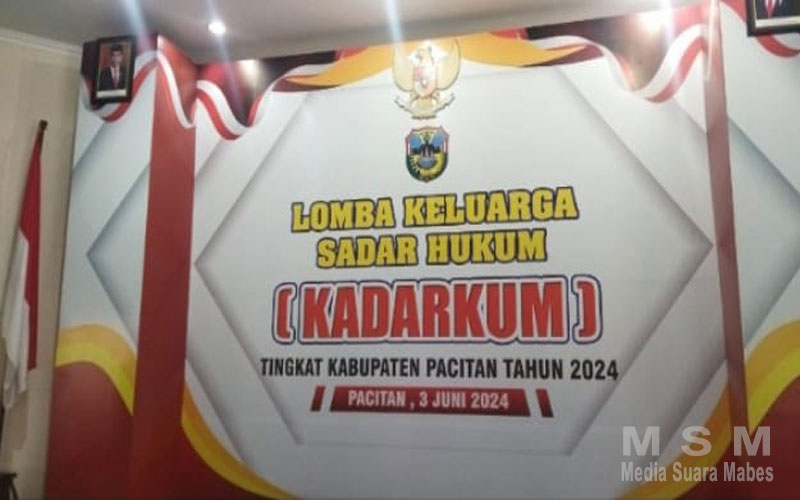 LOMBA KELUARGA
SADAR HUKUM
(KADARKUM)
TINGKAT KABUPATEN PACITAN TAHUN 2024
PACITAN , 3 JUNI 2024
M S M
Media Suara Mabes